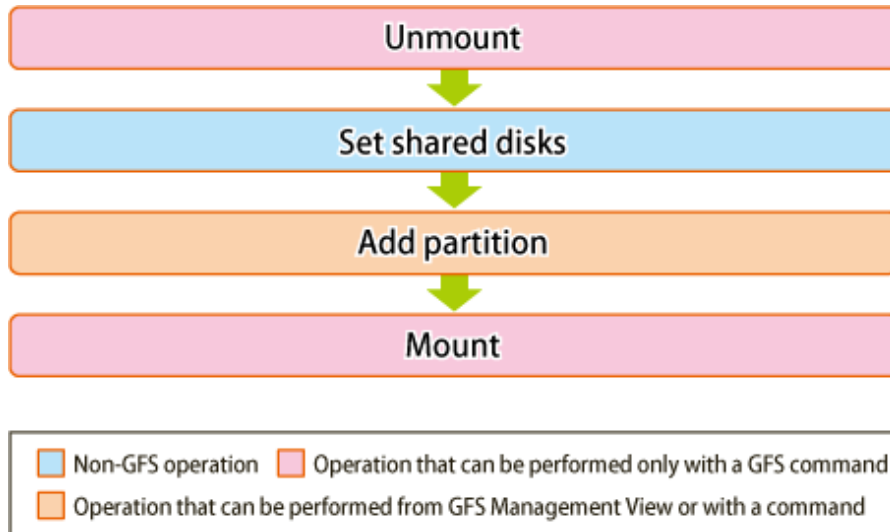 Unmount
Set shared disks
Add partition
Mount
Non-GFS operation Operation that can be performed only with a GFS command
Operation that can be performed from GFS Management View or with a command